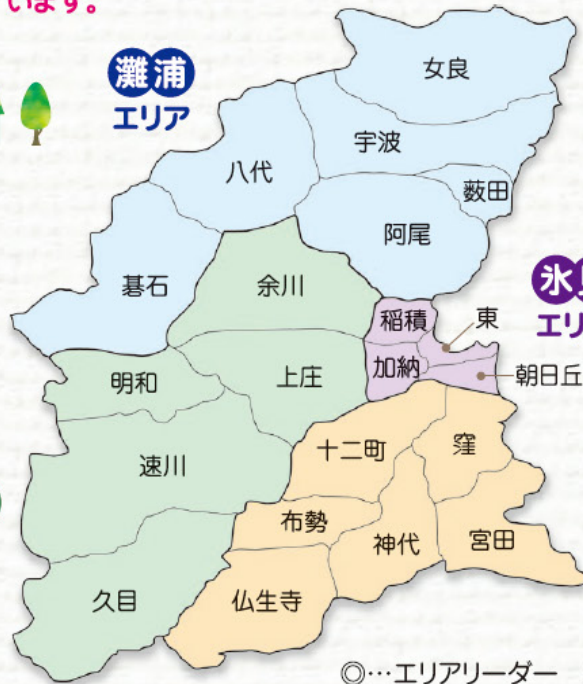 います。
灘浦
エリア
女良
宇波
八代
薮田
阿尾
碁石
余川
氷
エリ
稲積
東
加納
朝日丘
明和
上庄
十二町
窪
速川
布勢
神代
宮田
久目
仏生寺
◎…エリアリーダー